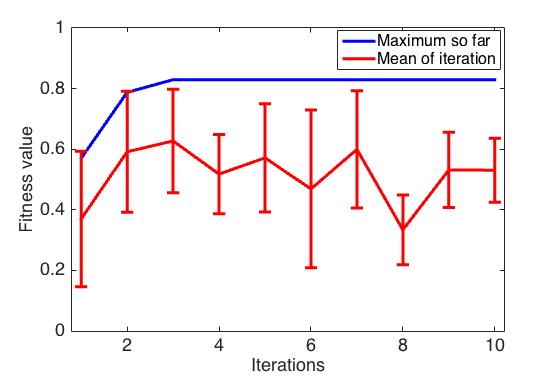 Maximum so far
Mean of iteration
Fitness value
1
0.8
0.6
0.4
0.2
0
2
4
6
8
10
Iterations